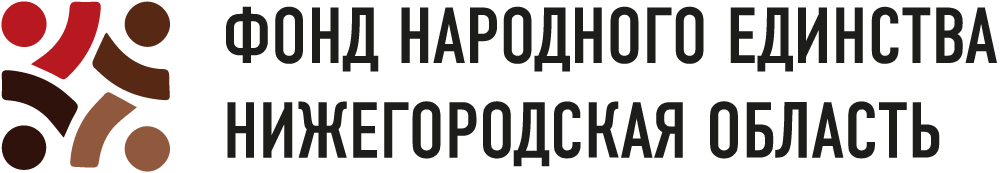 ФОНД НАРОДНОГО ЕДИНСТВА
НИЖЕГОРОДСКАЯ ОБЛАСТЬ